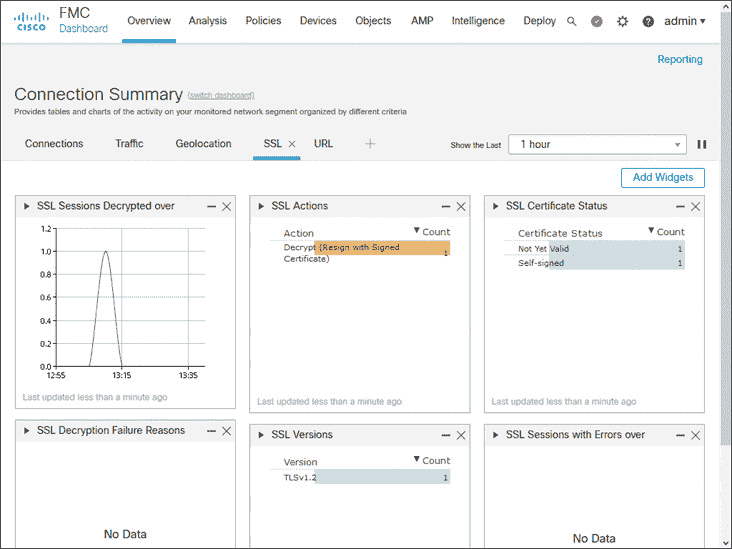 cisco
FMC
Dashboard
Overview Analysis Policies Devices Objects AMP Intelligence Deploy admin
Reporting
Connection Summary (switch dashboard)
Provides tables and charts of the activity on your monitored network segment organized by different criteria
Connections Traffic Geolocation SSL URL
Show the Last 1 hour
Add Widgets
SSL Sessions Decrypted over
1.2
1.0
0.8
0.6
0.4
0.2
0.0
12:55 13:15 13:35
Last updated less than a minute ago
SSL Actions
Action Count
Decrypt (Resign with Signed
Certificate) 1
Last updated less than a minute ago
SSL Certificate Status
Certificate Status Count
Not Yet Valid 1
Self-signed 1
Last updated less than a minute ago
SSL Decryption Failure Reasons
No Data
SSL Versions
Version Count
TLSv1.2 1
SSL Sessions with Errors over
No Data